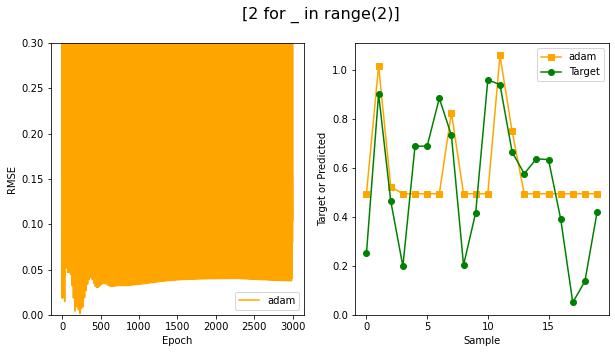 [2 for _ in range(2)]
0.30
0.25
0.20
0.15
0.10
0.05
0.00
RMSE
0 500 1000 1500 2000 2500 3000
Epoch
adam
1.0
0.8
0.6
0.4
0.2
0.0
Target or Predicted
0 5 10 15
Sample
adam
Target